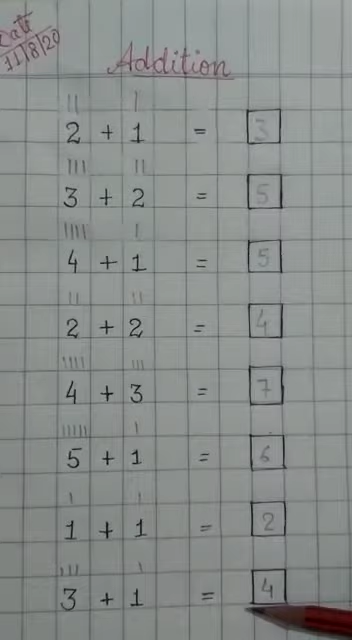 Date
11/8/20
Addition
2 + 1 = 3
3 + 2 = 5
4 + 1 = 5
2 + 2 = 4
4 + 3 = 7
5 + 1 = 6
1 + 1 = 2
3 + 1 = 4